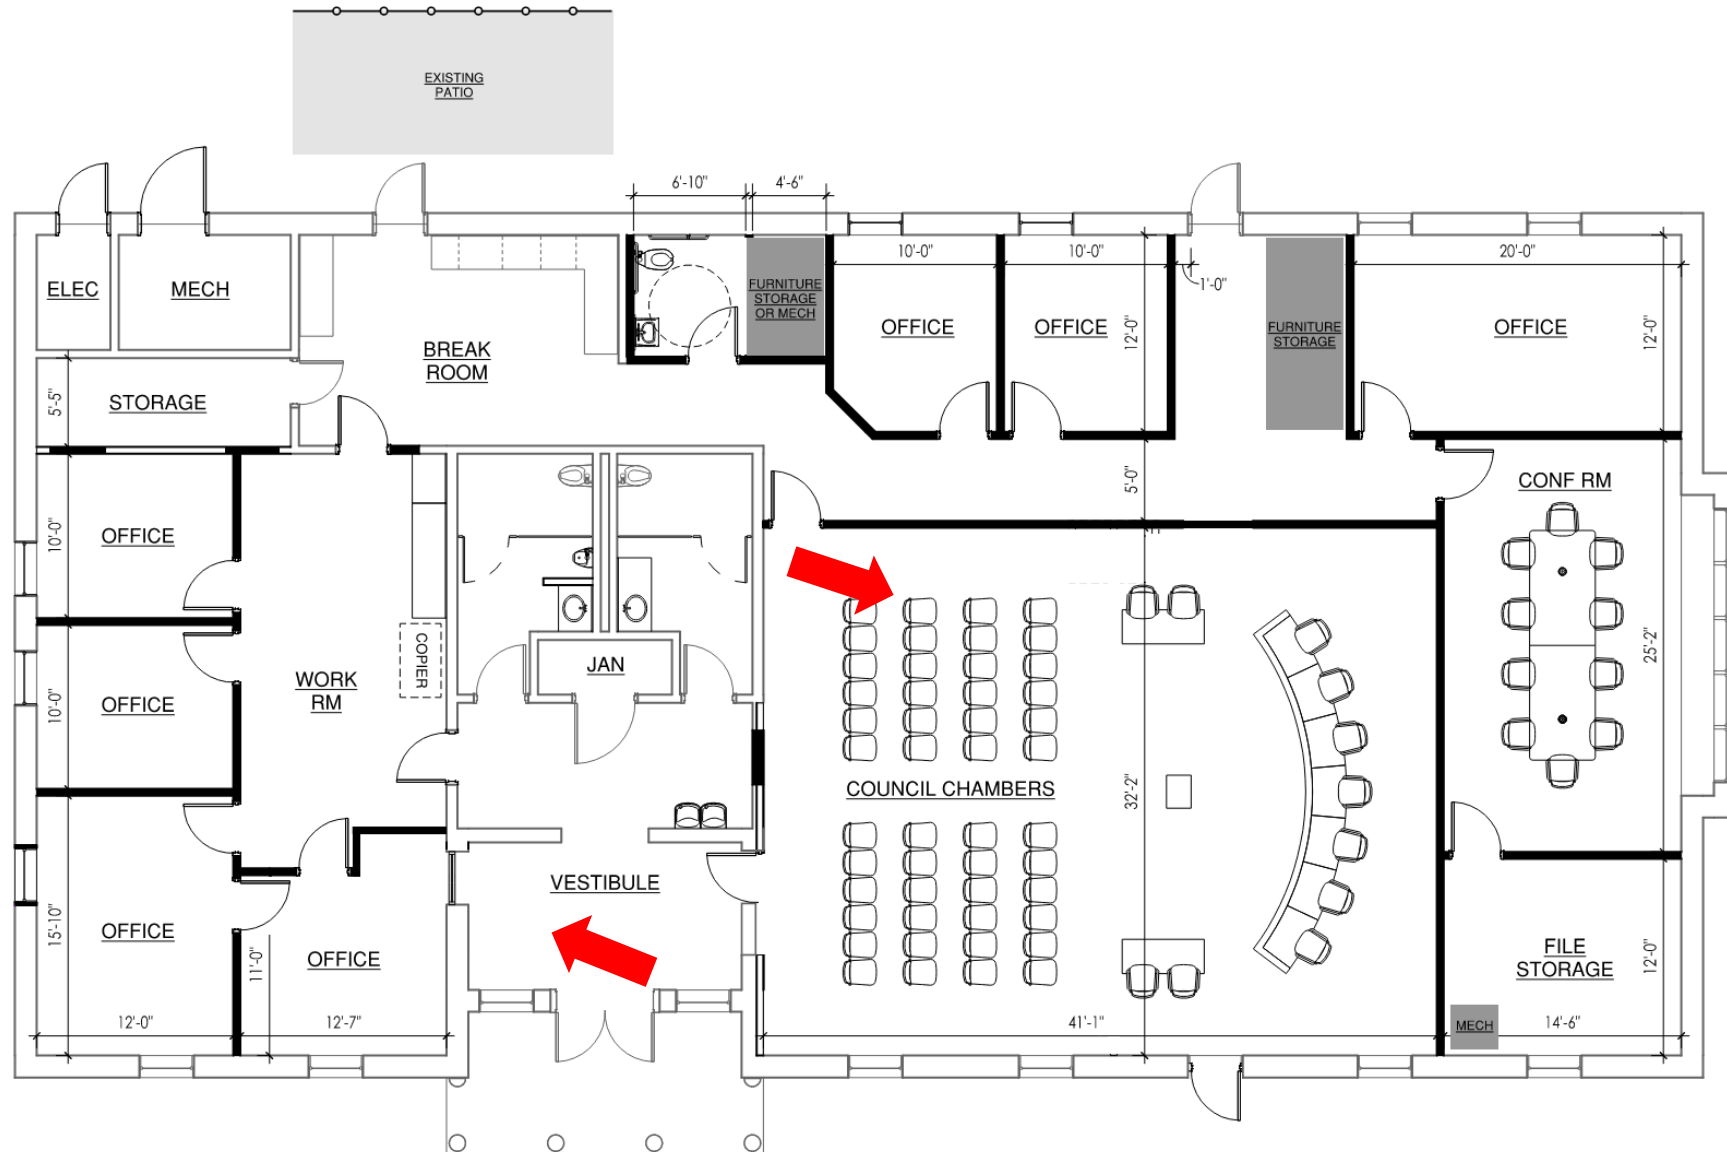 EXISTING
PATIO
6'-10"
4'-6"
ELEC
MECH
FURNITURE
STORAGE
OR MECH
10'-0"
10'-0"
1'-0"
20'-0"
OFFICE
OFFICE
12'-0"
FURNITURE
STORAGE
OFFICE
12'-0"
BREAK
ROOM
5'-5"
STORAGE
5'-0"
CONF RM
10'-0"
OFFICE
COPIER
JAN
25'-2"
10'-0"
OFFICE
WORK
RM
COUNCIL CHAMBERS
32'-2"
VESTIBULE
15'-10"
OFFICE
11'-0"
OFFICE
FILE
STORAGE
12'-0"
12'-0"
12'-7"
41'-1"
MECH
14'-6"